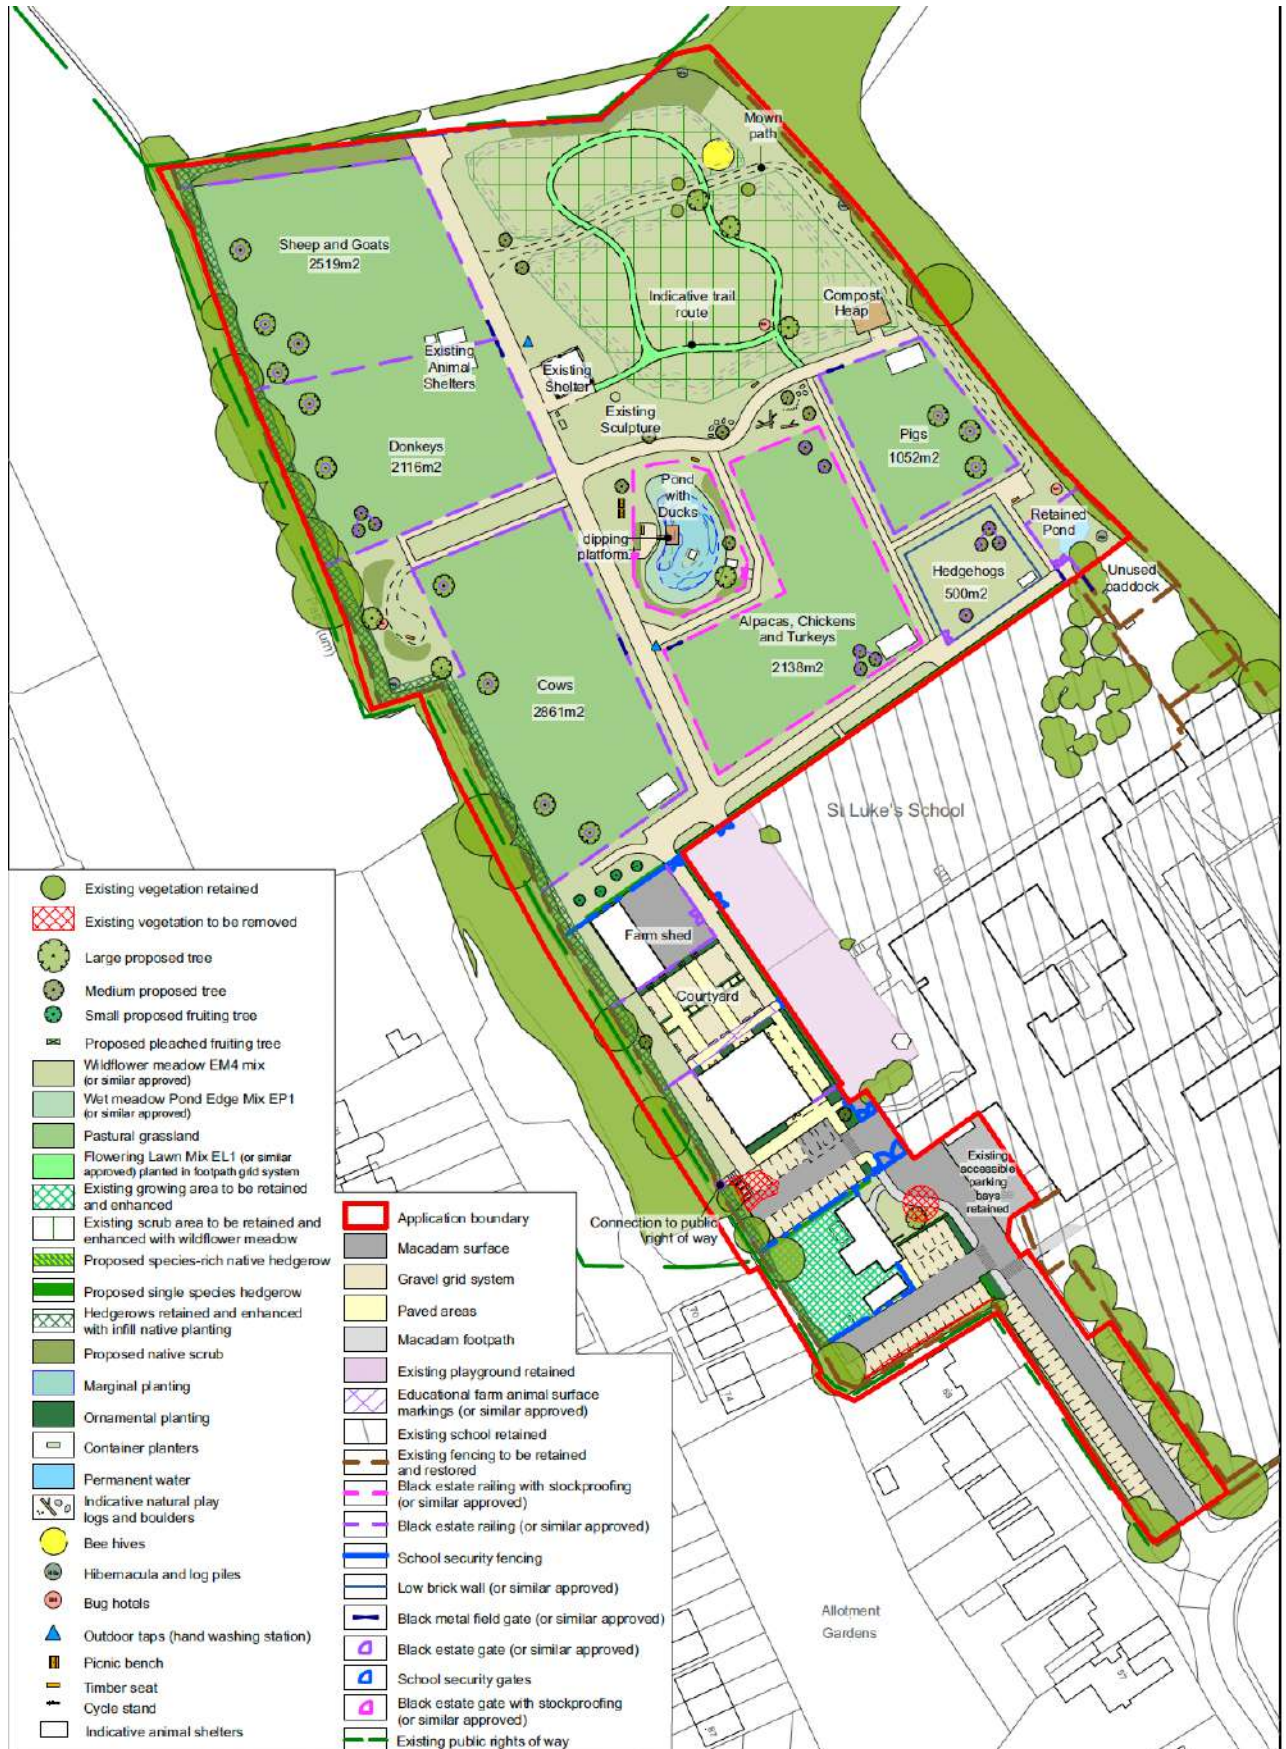 Mown
path
Sheep and Goats
2519m2
Indicative trail
route
Compost
Heap
Existing
Animal
Shelters
Existing
Shelter
Existing
Sculpture
Donkeys
2116m2
Pigs
1052m2
Pond
with
Ducks
dipping
platform
Retained
Pond
Unused
paddock
Hedgehogs
500m2
Alpacas, Chickens
and Turkeys
2138m2
Cows
2861m2
St Luke's School
Farm shed
Courtyard
Existing
accessible
parking
bays
retained
Connection to public
right of way
70
74
69
87
97
Allotment
Gardens
Existing vegetation retained
Existing vegetation to be removed
Large proposed tree
Medium proposed tree
Small proposed fruiting tree
Proposed pleached fruiting tree
Wildflower meadow EM4 mix
(or similar approved)
Wet meadow Pond Edge Mix EP1
(or similar approved)
Pastural grassland
Flowering Lawn Mix EL1 (or similar
approved) planted in footpath grid system
Existing growing area to be retained
and enhanced
Existing scrub area to be retained and
enhanced with wildflower meadow
Proposed species-rich native hedgerow
Proposed single species hedgerow
Hedgerows retained and enhanced
with infill native planting
Proposed native scrub
Marginal planting
Ornamental planting
Container planters
Permanent water
Indicative natural play
logs and boulders
Bee hives
Hibernacula and log piles
Bug hotels
Outdoor taps (hand washing station)
Picnic bench
Timber seat
Cycle stand
Indicative animal shelters
Application boundary
Macadam surface
Gravel grid system
Paved areas
Macadam footpath
Existing playground retained
Educational farm animal surface
markings (or similar approved)
Existing school retained
Existing fencing to be retained
and restored
Black estate railing with stockproofing
(or similar approved)
Black estate railing (or similar approved)
School security fencing
Low brick wall (or similar approved)
Black metal field gate (or similar approved)
Black estate gate (or similar approved)
School security gates
Black estate gate with stockproofing
(or similar approved)
Existing public rights of way